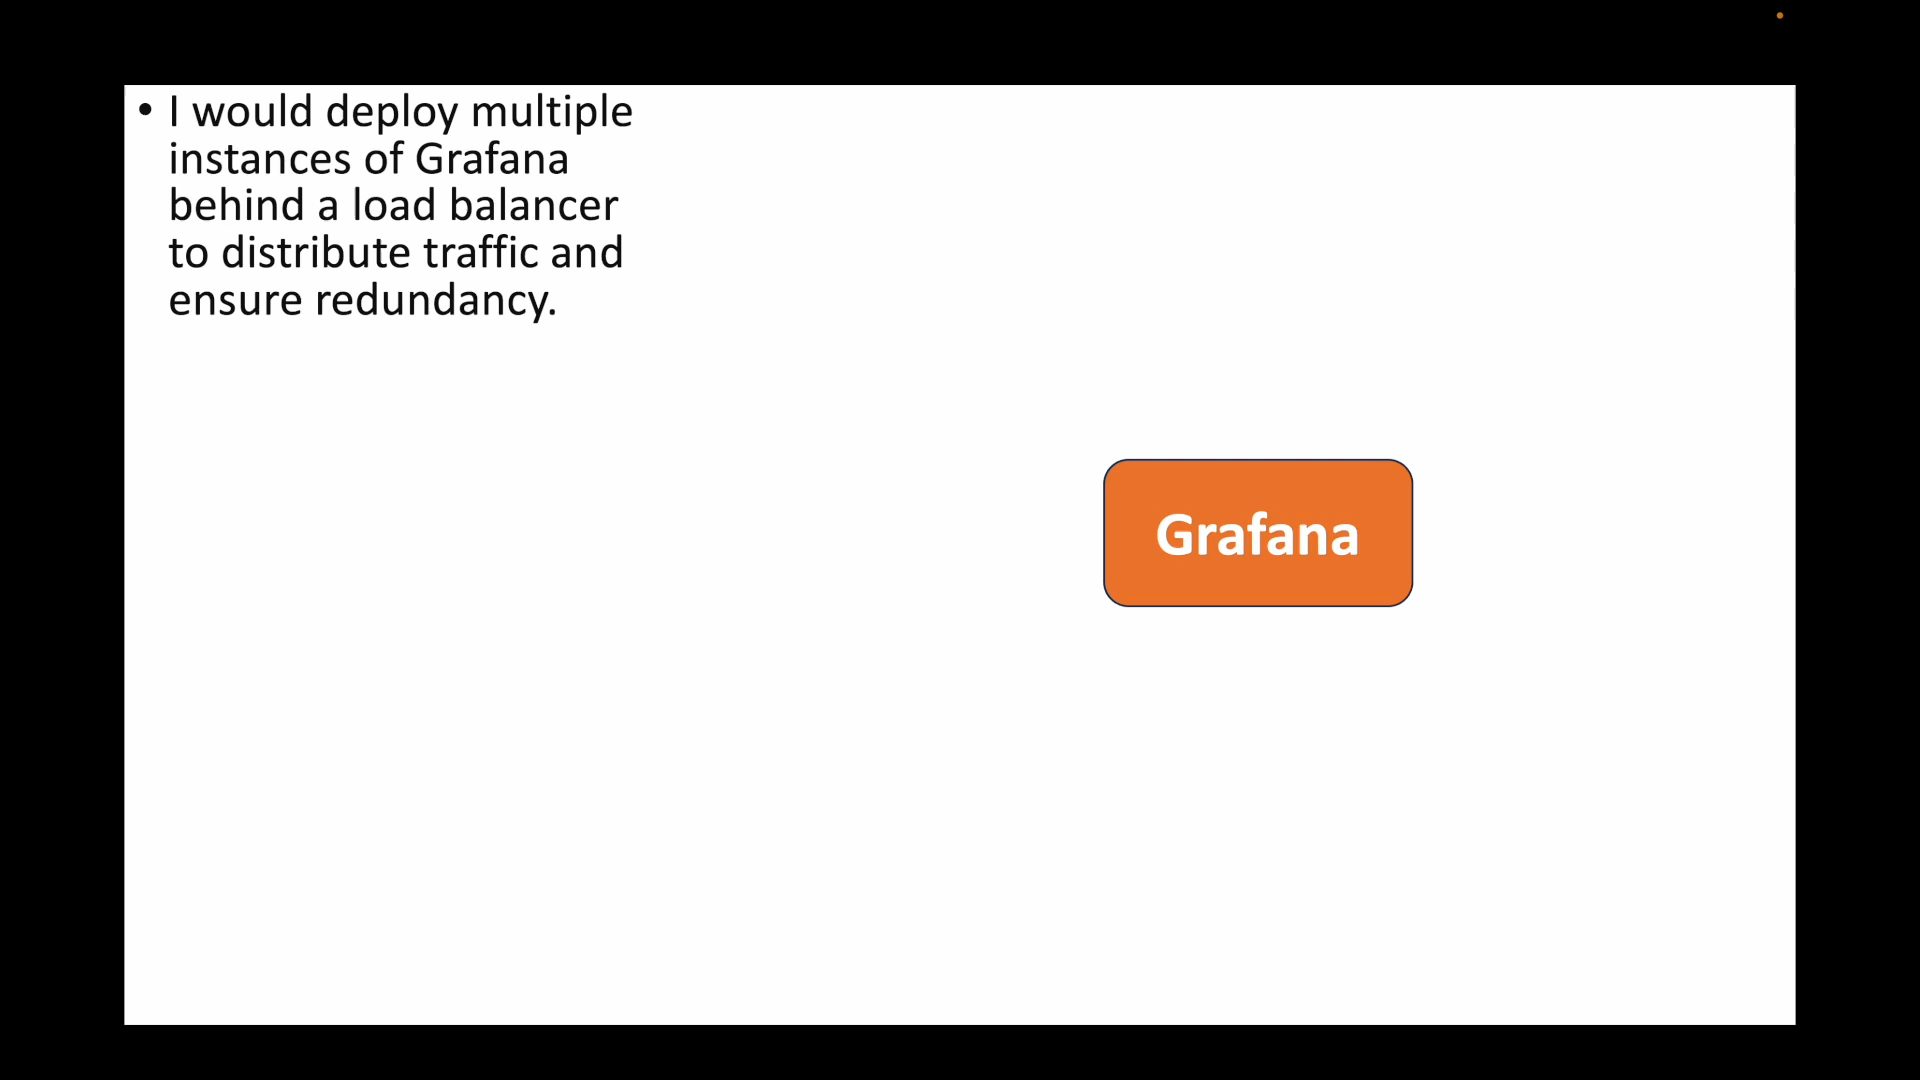 • I would deploy multiple
instances of Grafana
behind a load balancer
to distribute traffic and
ensure redundancy.
Grafana